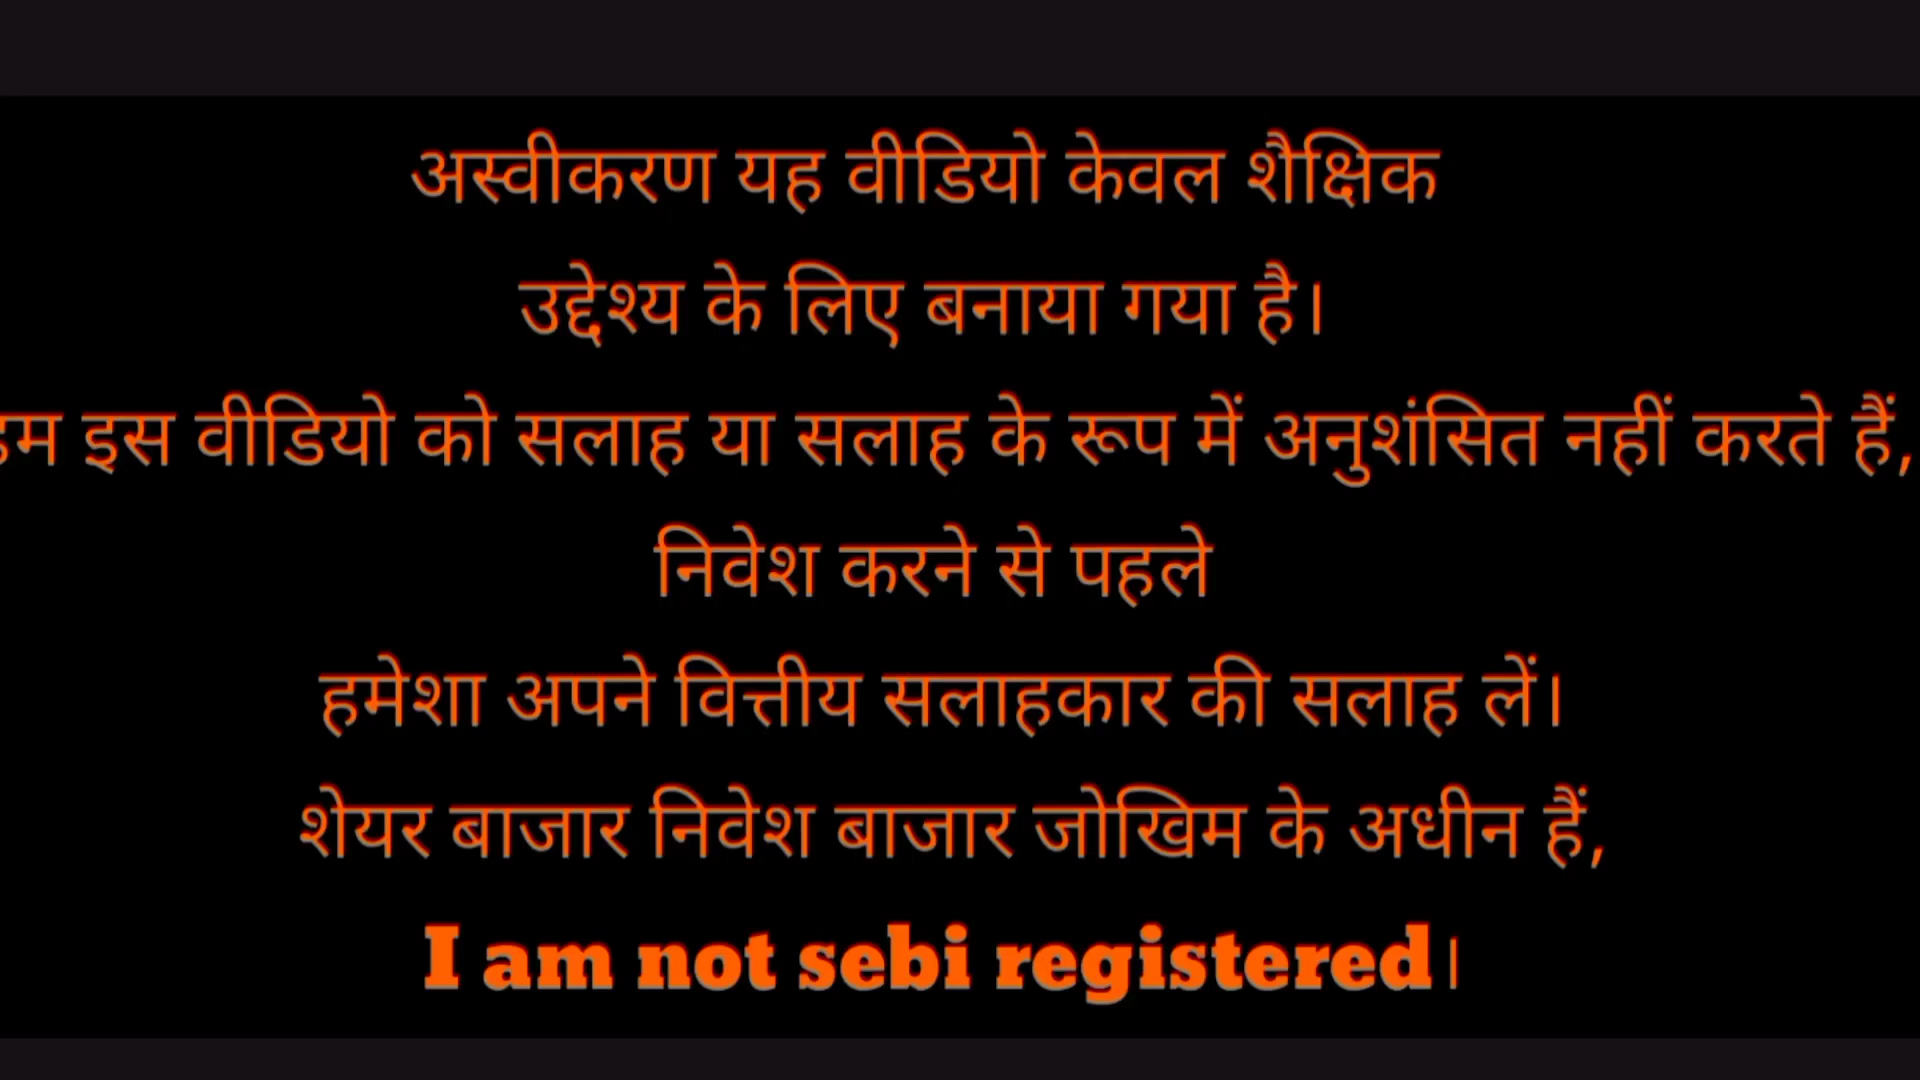 अस्वीकरण यह वीडियो केवल शैक्षिक
उद्देश्य के लिए बनाया गया है।
हम इस वीडियो को सलाह या सलाह के रूप में अनुशंसित नहीं करते हैं,
निवेश करने से पहले
हमेशा अपने वित्तीय सलाहकार की सलाह लें।
शेयर बाजार निवेश बाजार जोखिम के अधीन हैं,
I am not sebi registered।